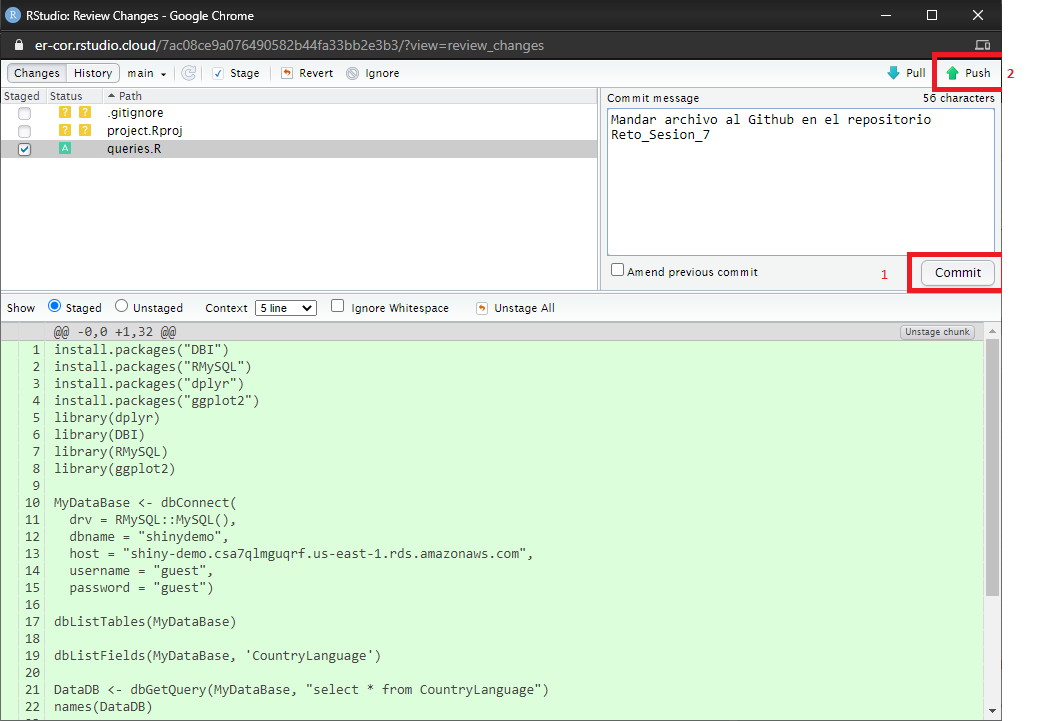 RStudio: Review Changes - Google Chrome
er-cor.rstudio.cloud/7ac08ce9a076490582b44fa33bb2e3b3/?view=review_changes
Changes History main Stage Revert Ignore Pull Push 2
Staged Status Path Commit message 56 characters
? ? .gitignore
? ? project.Rproj
A queries.R
Mandar archivo al Github en el repositorio
Reto_Sesion_7
Amend previous commit 1 Commit
Show Staged Unstaged Context 5 line Ignore Whitespace Unstage All
@@ -0,0 +1,32 @@ Unstage chunk
1 install.packages("DBI")
2 install.packages("RMySQL")
3 install.packages("dplyr")
4 install.packages("ggplot2")
5 library(dplyr)
6 library(DBI)
7 library(RMySQL)
8 library(ggplot2)
9
10 MyDataBase <- dbConnect(
11 drv = RMySQL::MySQL(),
12 dbname = "shinydemo",
13 host = "shiny-demo.csa7qlmguqrf.us-east-1.rds.amazonaws.com",
14 username = "guest",
15 password = "guest")
16
17 dbListTables(MyDataBase)
18
19 dbListFields(MyDataBase, 'CountryLanguage')
20
21 DataDB <- dbGetQuery(MyDataBase, "select * from CountryLanguage")
22 names(DataDB)